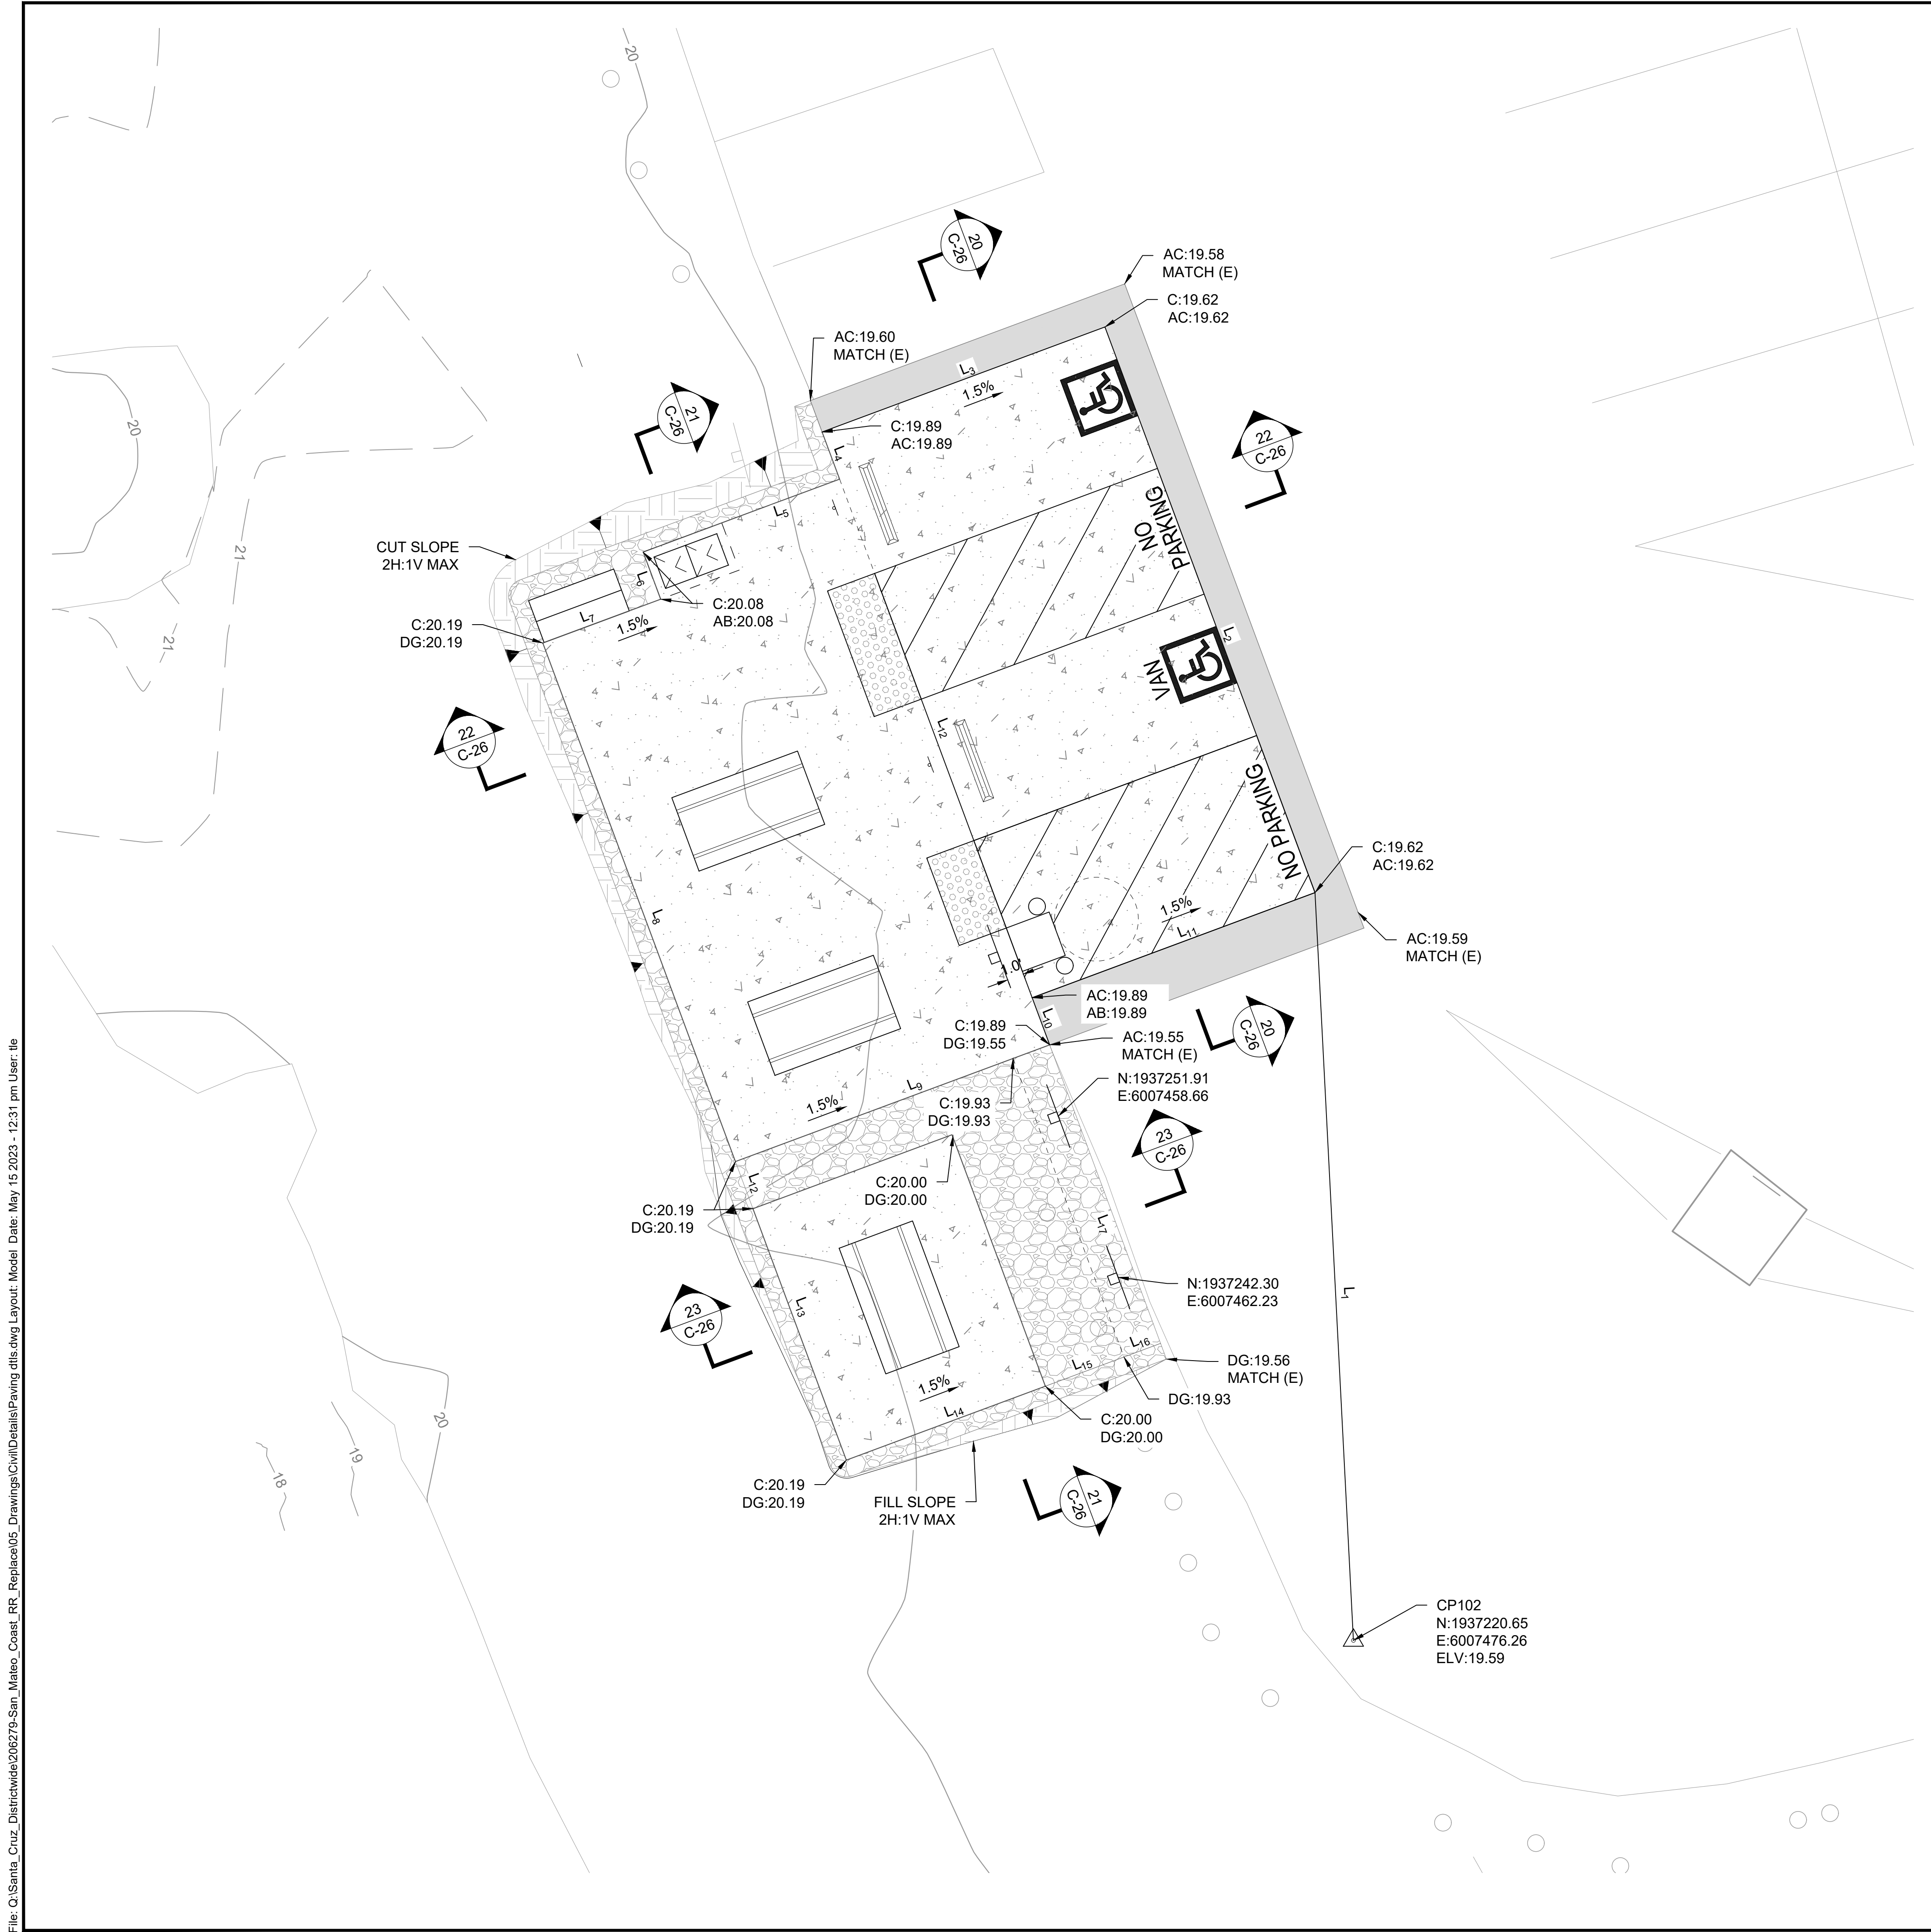 20
20
C-26
AC:19.58
MATCH (E)
C:19.62
AC:19.62
AC:19.60
MATCH (E)
L3
1.5%
21
C-26
C:19.89
AC:19.89
22
C-26
20
L4
L5
NO
PARKING
CUT SLOPE
2H:1V MAX
21
L6
C:20.08
AB:20.08
L7
1.5%
C:20.19
DG:20.19
21
L2
VAN
22
C-26
L12
NO PARKING
C:19.62
AC:19.62
L8
1.5%
L11
AC:19.59
MATCH (E)
1.0'
AC:19.89
AB:19.89
L10
C:19.89
DG:19.55
20
C-26
AC:19.55
MATCH (E)
N:1937251.91
E:6007458.66
L9
1.5%
C:19.93
DG:19.93
23
C-26
L12
C:20.00
DG:20.00
C:20.19
DG:20.19
L17
N:1937242.30
E:6007462.23
L1
L13
23
C-26
L16
L15
DG:19.56
MATCH (E)
1.5%
DG:19.93
L14
C:20.00
DG:20.00
20
19
18
C:20.19
DG:20.19
FILL SLOPE
2H:1V MAX
21
C-26
CP102
N:1937220.65
E:6007476.26
ELV:19.59
File: Q:\Santa_Cruz_Districtwide\206279-San_Mateo_Coast_RR_Replace\05_Drawings\Civil\Details\Paving dtls.dwg Layout: Model Date: May 15 2023 - 12:31 pm User: tle